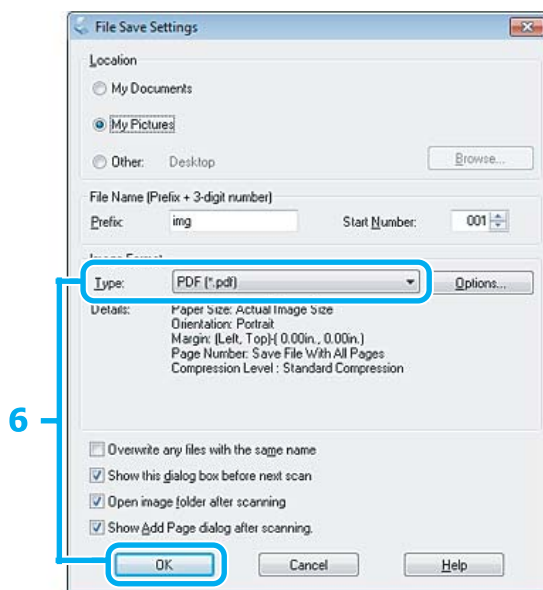 File Save Settings
Location
My Documents
My Pictures
Other: Desktop Browse...
File Name (Prefix + 3-digit number)
Prefix: img Start Number: 001
Image Format
Type: PDF (*.pdf) Options...
Details: Paper Size: Actual Image Size
Orientation: Portrait
Margin: (Left, Top)-( 0.00in., 0.00in.)
Page Number: Save File With All Pages
Compression Level : Standard Compression
6
Overwrite any files with the same name
Show this dialog box before next scan
Open image folder after scanning
Show Add Page dialog after scanning.
OK Cancel Help